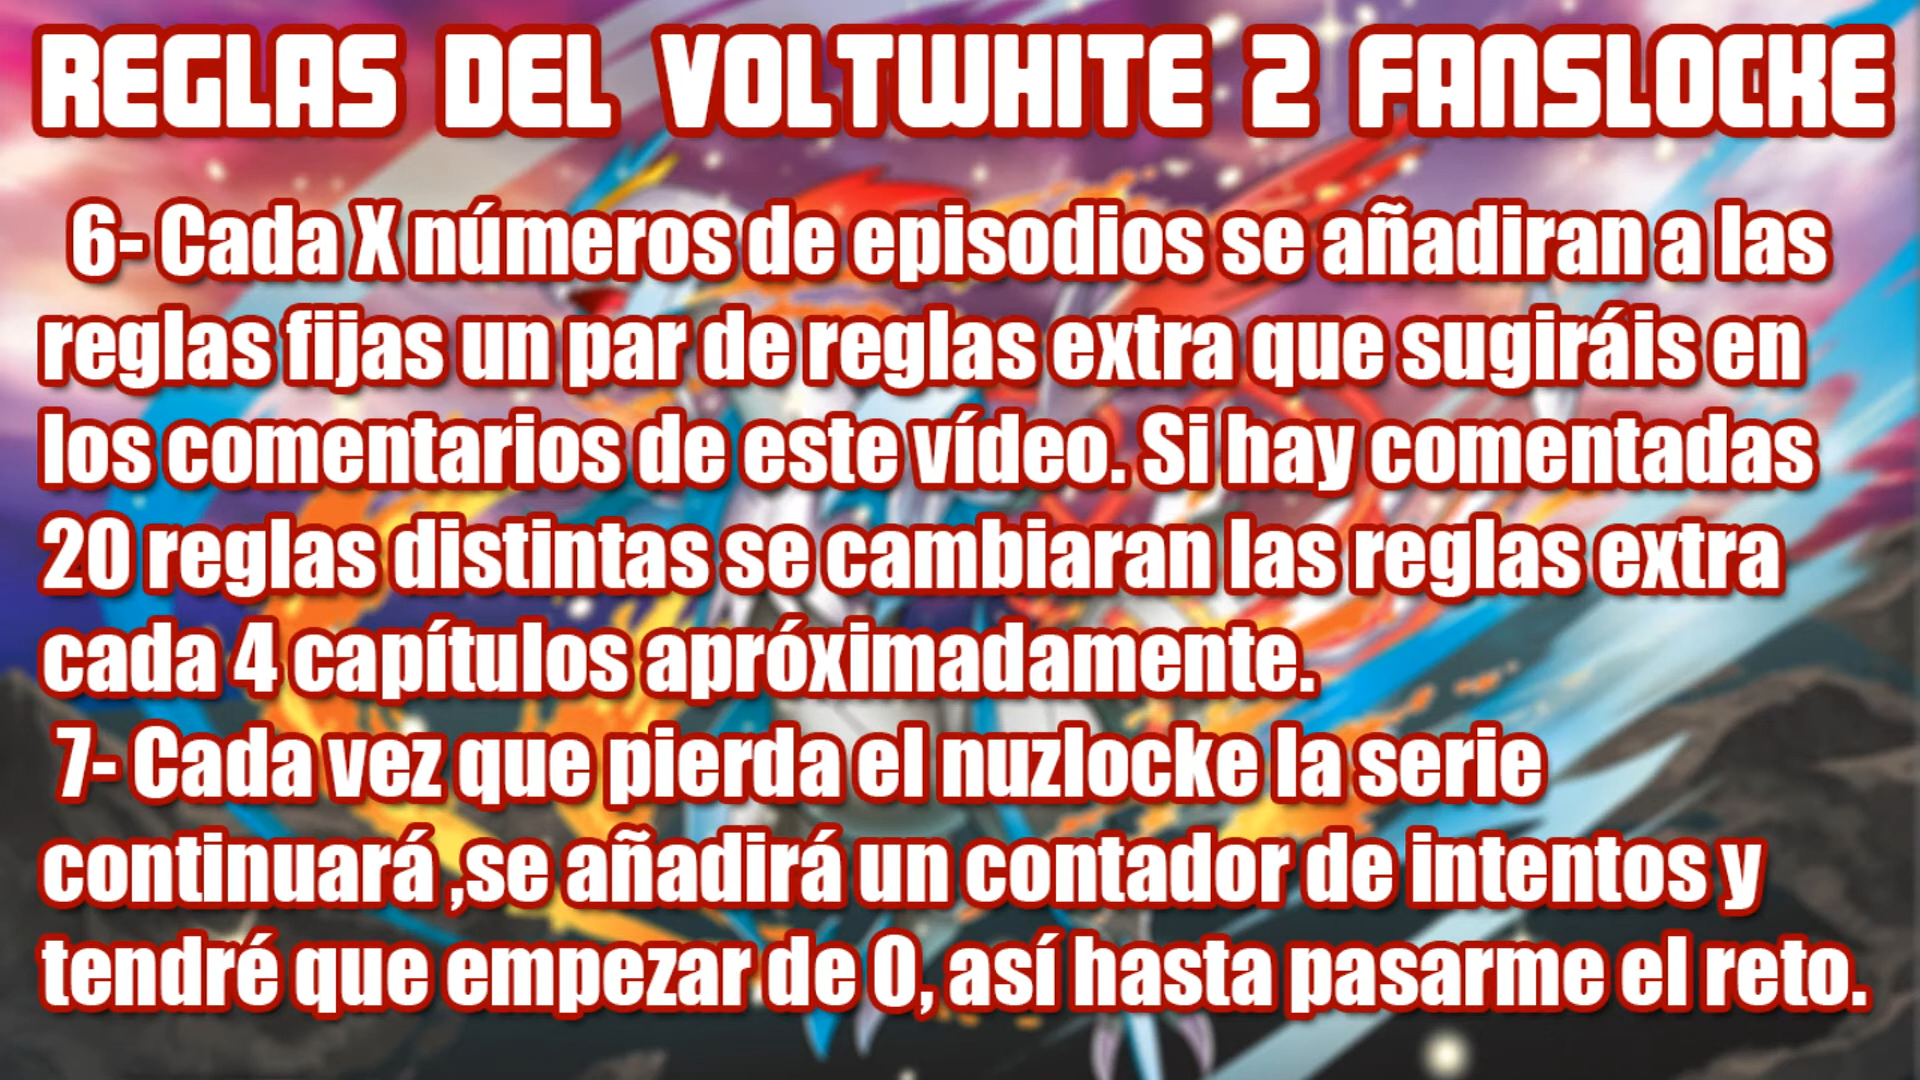 REGLAS DEL VOLTWHITE 2 FANSLOCKE
6- Cada X números de episodios se añadiran a las
reglas fijas un par de reglas extra que sugiráis en
los comentarios de este vídeo. Si hay comentadas
20 reglas distintas se cambiaran las reglas extra
cada 4 capítulos apróximadamente.
7- Cada vez que pierda el nuzlocke la serie
continuará ,se añadirá un contador de intentos y
tendré que empezar de 0, así hasta pasarme el reto.